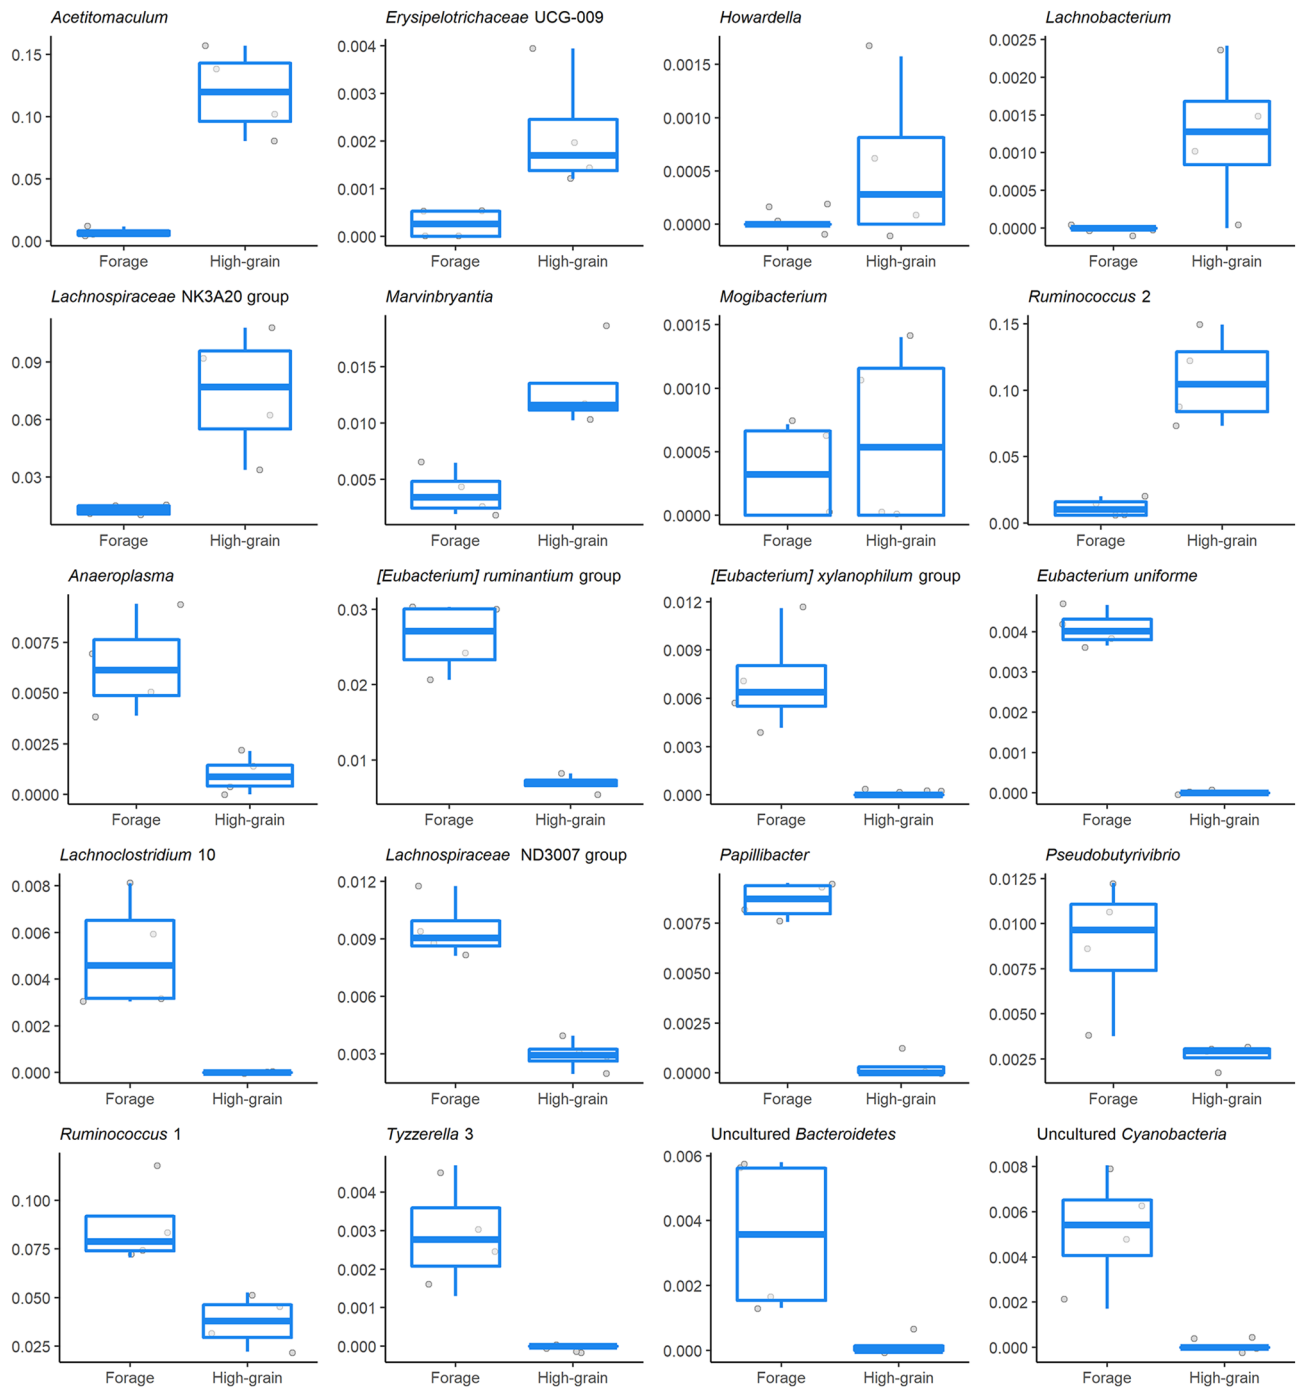 Acetitomaculum
Erysipelotrichaceae UCG-009
Howardella
Lachnobacterium
0.15
0.10
0.05
0.00
Forage
High-grain
0.004
0.003
0.002
0.001
0.000
Forage
High-grain
0.0015
0.0010
0.0005
0.0000
Forage
High-grain
0.0025
0.0020
0.0015
0.0010
0.0005
0.0000
Forage
High-grain
Lachnospiraceae NK3A20 group
Marvinbryantia
Mogibacterium
Ruminococcus 2
0.09
0.06
0.03
Forage
High-grain
0.015
0.010
0.005
Forage
High-grain
0.0015
0.0010
0.0005
0.0000
Forage
High-grain
0.15
0.10
0.05
0.00
Forage
High-grain
Anaeroplasma
[Eubacterium] ruminantium group
[Eubacterium] xylanophilum group
Eubacterium uniforme
0.0075
0.0050
0.0025
0.0000
Forage
High-grain
0.03
0.02
0.01
Forage
High-grain
0.012
0.009
0.006
0.003
0.000
Forage
High-grain
0.004
0.003
0.002
0.001
0.000
Forage
High-grain
Lachnoclostridium 10
Lachnospiraceae ND3007 group
Papillibacter
Pseudobutyrivibrio
0.008
0.006
0.004
0.002
0.000
Forage
High-grain
0.012
0.009
0.006
0.003
Forage
High-grain
0.0075
0.0050
0.0025
0.0000
Forage
High-grain
0.0125
0.0100
0.0075
0.0050
0.0025
Forage
High-grain
Ruminococcus 1
Tyzzerella 3
Uncultured Bacteroidetes
Uncultured Cyanobacteria
0.100
0.075
0.050
0.025
Forage
High-grain
0.004
0.003
0.002
0.001
0.000
Forage
High-grain
0.006
0.004
0.002
0.000
Forage
High-grain
0.008
0.006
0.004
0.002
0.000
Forage
High-grain